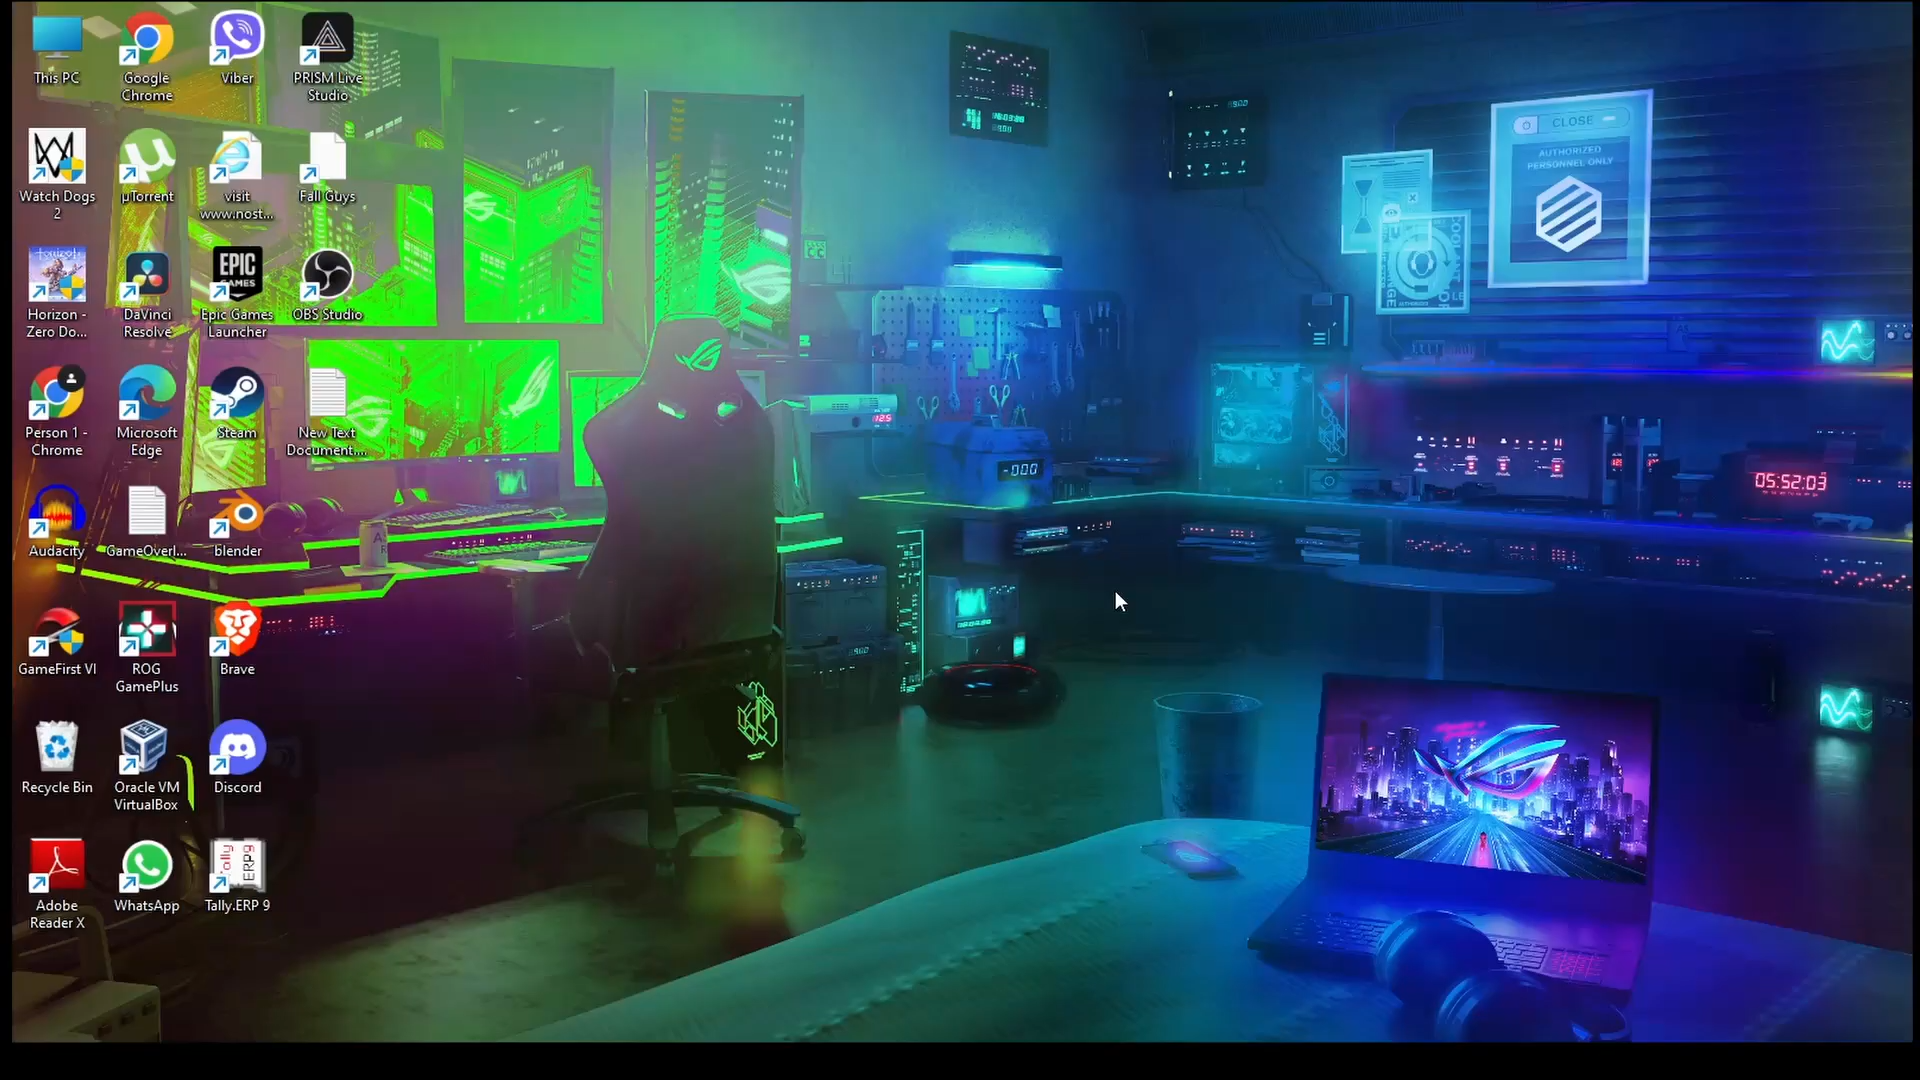 This PC
Google
Chrome
Viber
PRISM Live
Studio
Watch Dogs
2
µTorrent
visit
www.nost...
Fall Guys
Horizon -
Zero Do...
DaVinci
Resolve
EPIC
GAMES
Epic Games
Launcher
OBS Studio
Person 1 -
Chrome
Microsoft
Edge
Steam
New Text
Document....
Audacity
GameOverl...
blender
GameFirst VI
ROG
GamePlus
Brave
Recycle Bin
Oracle VM
VirtualBox
Discord
Adobe
Reader X
WhatsApp
Tally
ERP9
Tally.ERP 9
CLOSE
AUTHORIZED
PERSONNEL ONLY
-000
05:52:03